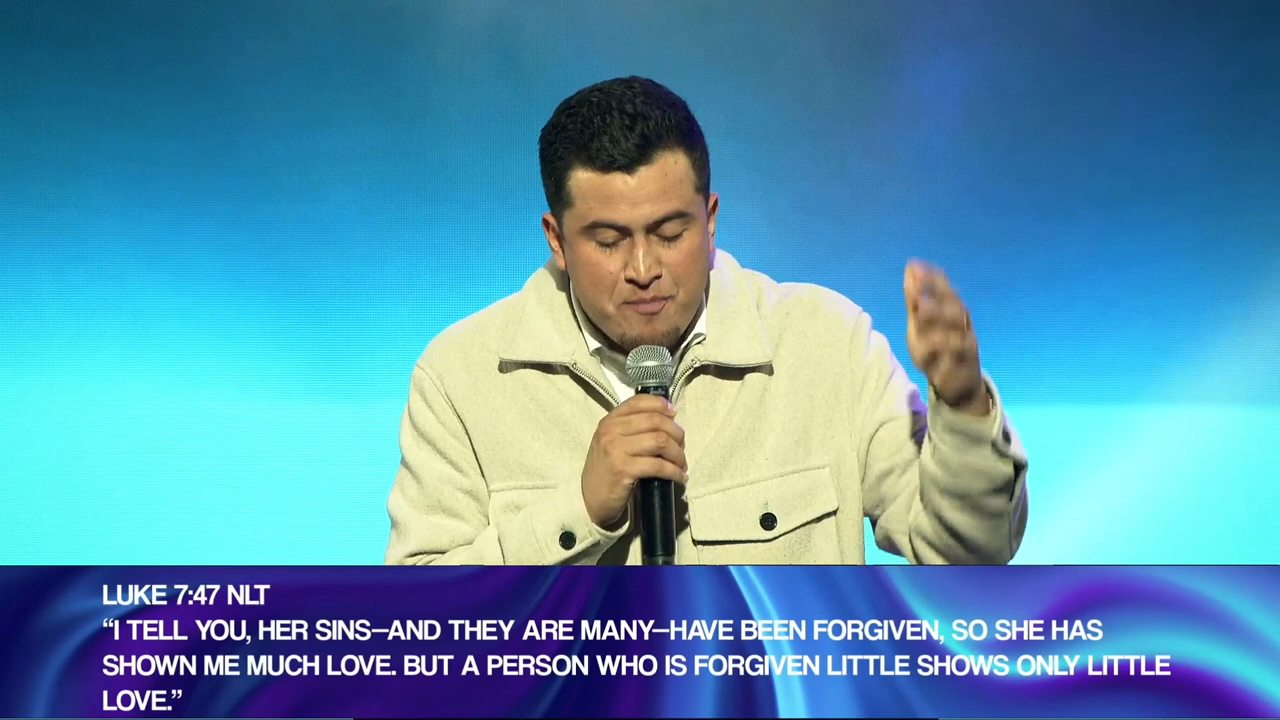 LUKE 7:47 NLT
“I TELL YOU, HER SINS—AND THEY ARE MANY—HAVE BEEN FORGIVEN, SO SHE HAS
SHOWN ME MUCH LOVE. BUT A PERSON WHO IS FORGIVEN LITTLE SHOWS ONLY LITTLE
LOVE.”